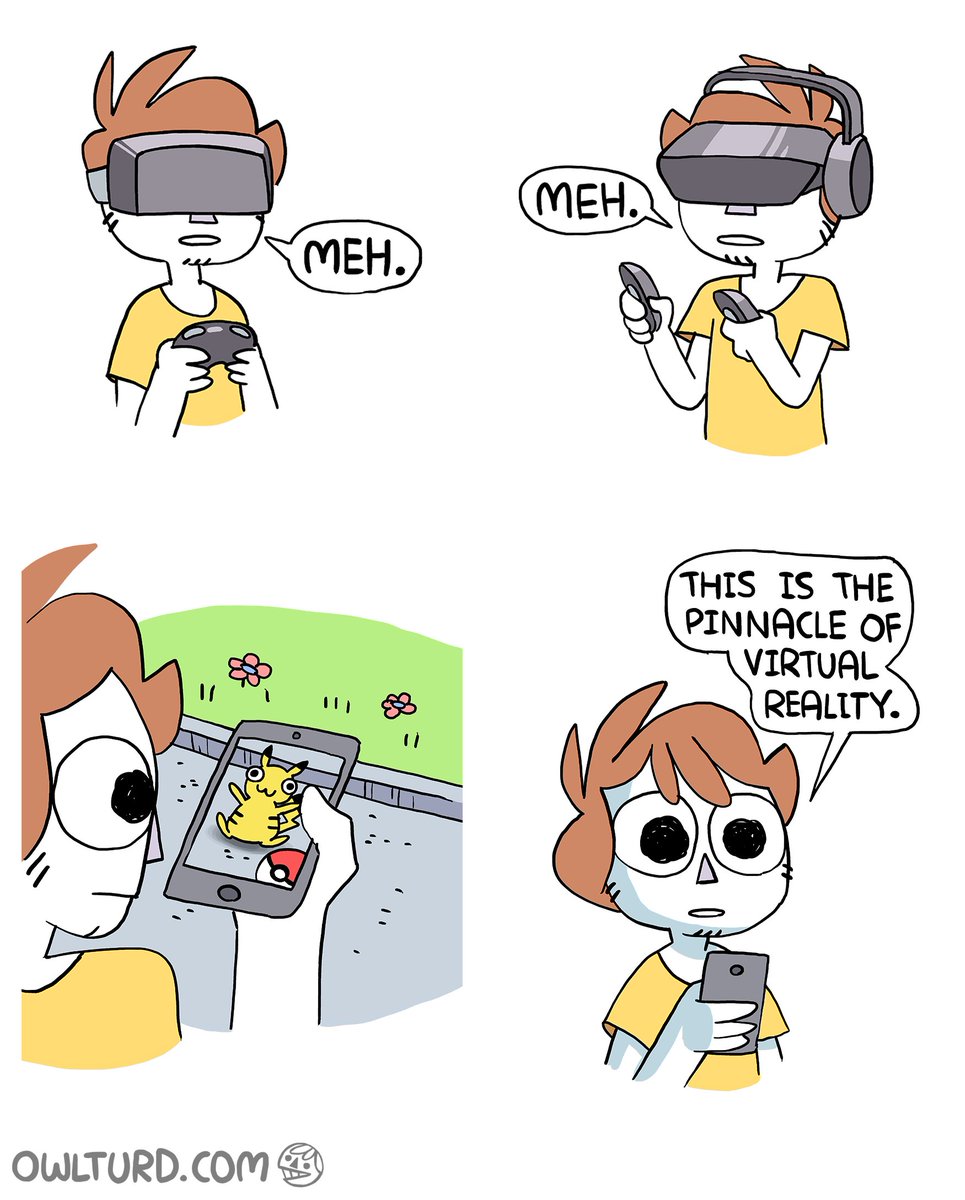 MEH.
MEH.
THIS IS THE
PINNACLE OF
VIRTUAL
REALITY.
OWLTURD.COM